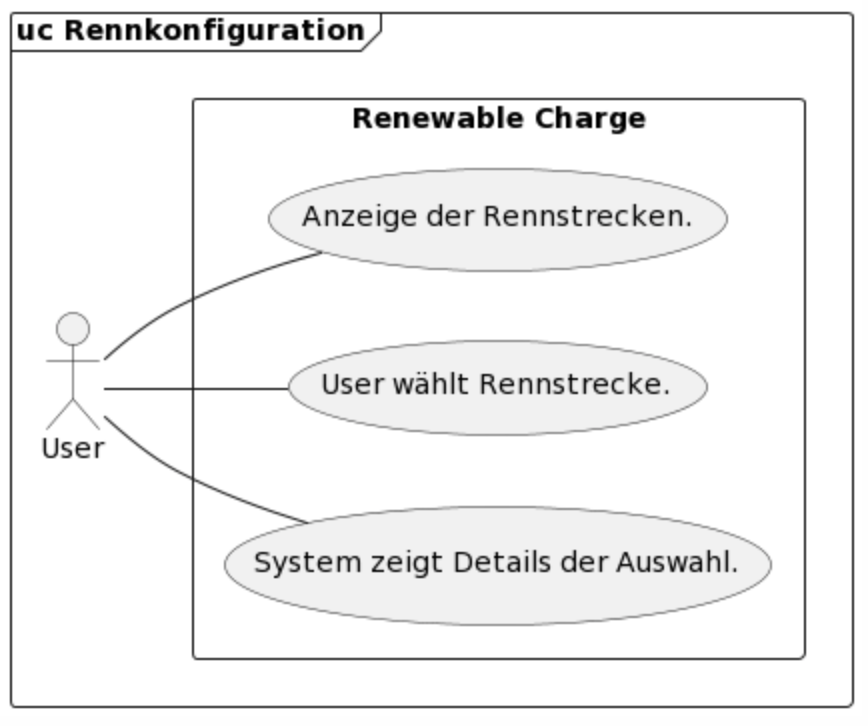 uc Rennkonfiguration
Renewable Charge
Anzeige der Rennstrecken.
User wählt Rennstrecke.
User
System zeigt Details der Auswahl.